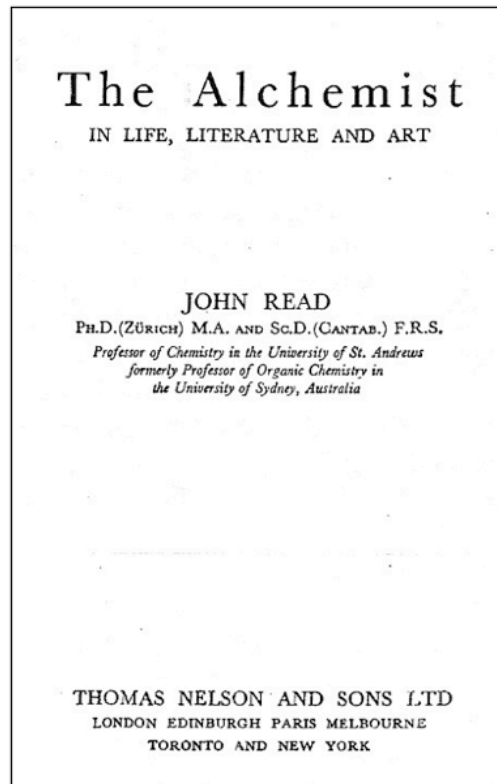 The Alchemist
IN LIFE, LITERATURE AND ART
JOHN READ
PH.D.(ZÜRICH) M.A. AND SC.D.(CANTAB.) F.R.S.
Professor of Chemistry in the University of St. Andrews
formerly Professor of Organic Chemistry in
the University of Sydney, Australia
THOMAS NELSON AND SONS LTD
LONDON EDINBURGH PARIS MELBOURNE
TORONTO AND NEW YORK